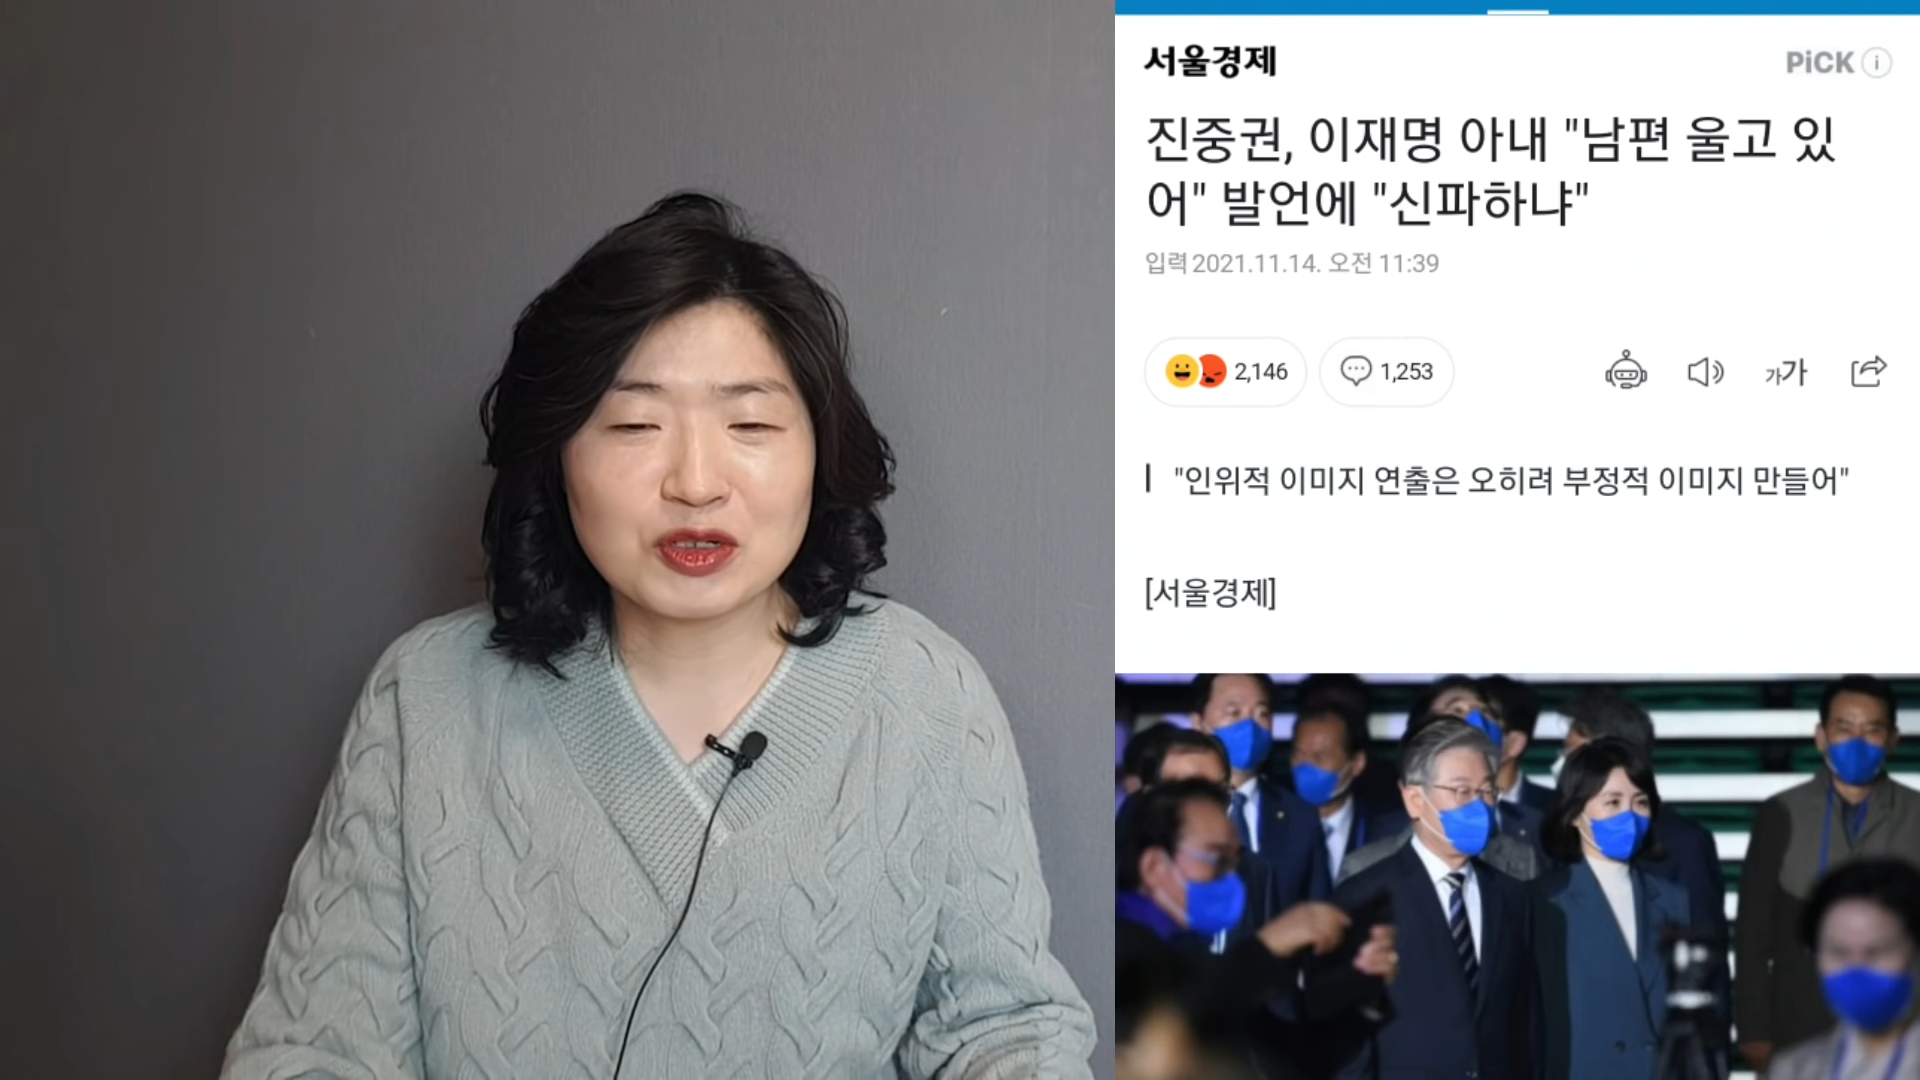 서울경제
PiCK i
진중권, 이재명 아내 "남편 울고 있
어" 발언에 "신파하냐"
입력 2021.11.14. 오전 11:39
2,146
1,253
가가
"인위적 이미지 연출은 오히려 부정적 이미지 만들어"
[서울경제]